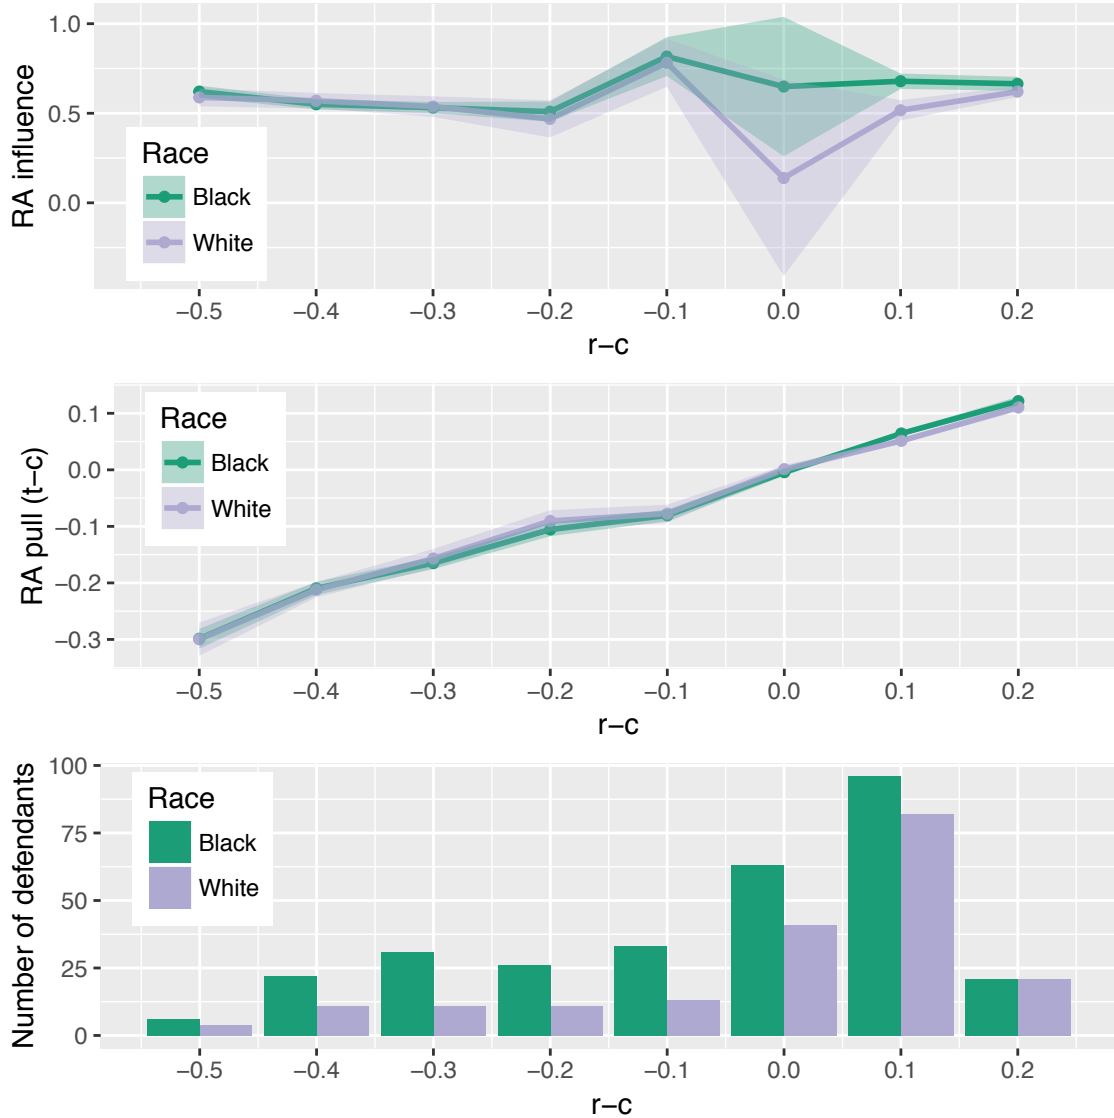 1.0
0.5
0.0
RA influence
Race
Black
White
−0.5 −0.4 −0.3 −0.2 −0.1 0.0 0.1 0.2
r−c
0.1
0.0
−0.1
−0.2
−0.3
RA pull (t−c)
Race
Black
White
−0.5 −0.4 −0.3 −0.2 −0.1 0.0 0.1 0.2
r−c
100
75
50
25
0
Number of defendants
Race
Black
White
−0.5 −0.4 −0.3 −0.2 −0.1 0.0 0.1 0.2
r−c